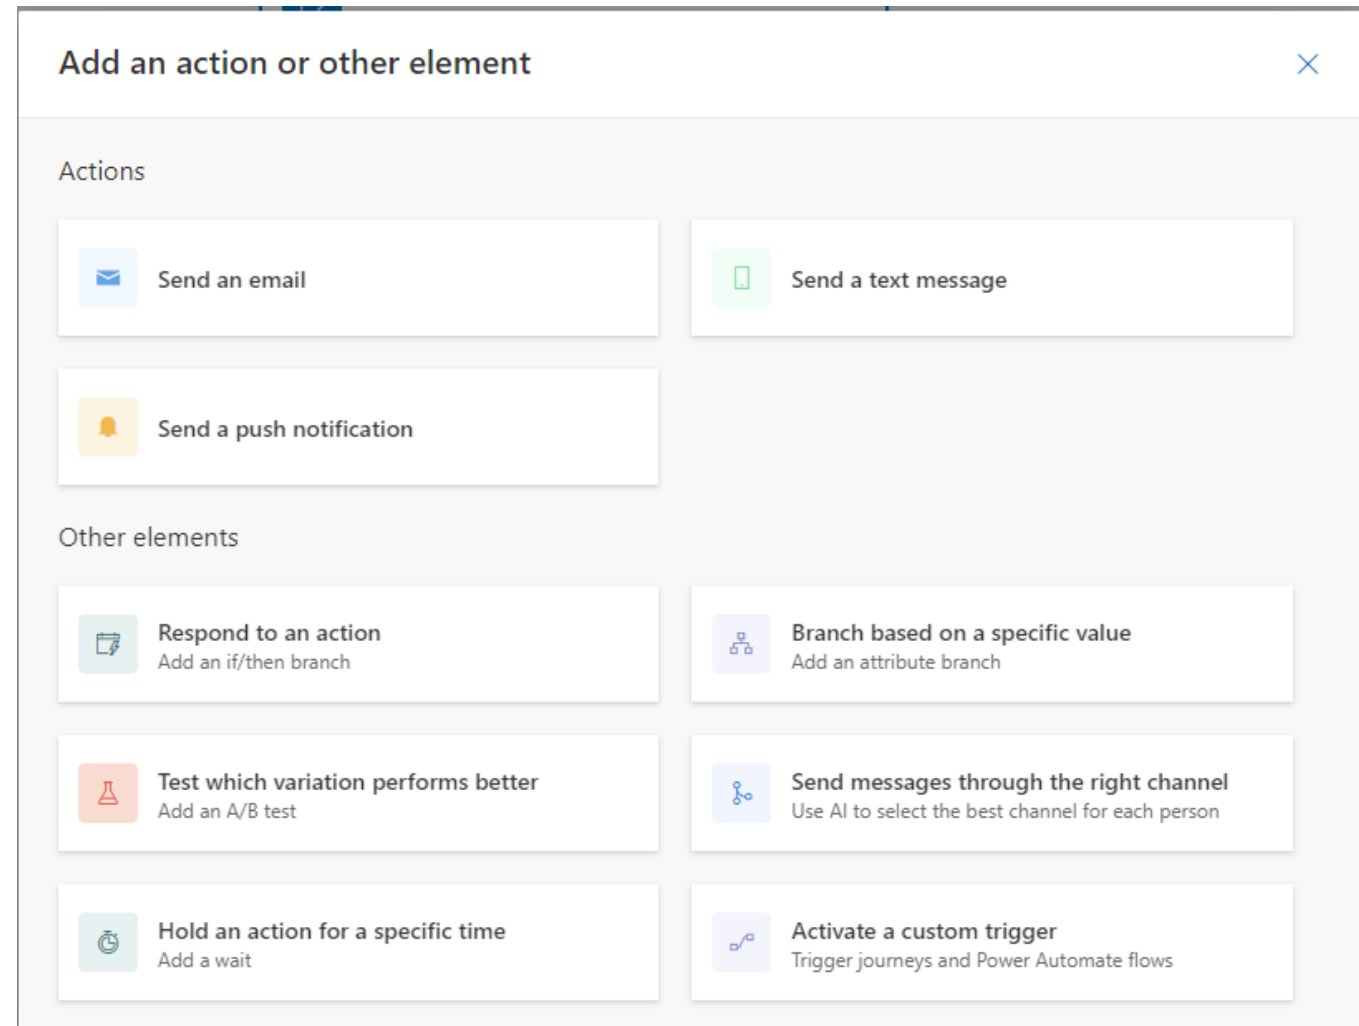 Add an action or other element
Actions
Send an email
Send a text message
Send a push notification
Other elements
Respond to an action
Add an if/then branch
Branch based on a specific value
Add an attribute branch
Test which variation performs better
Add an A/B test
Send messages through the right channel
Use AI to select the best channel for each person
Hold an action for a specific time
Add a wait
Activate a custom trigger
Trigger journeys and Power Automate flows